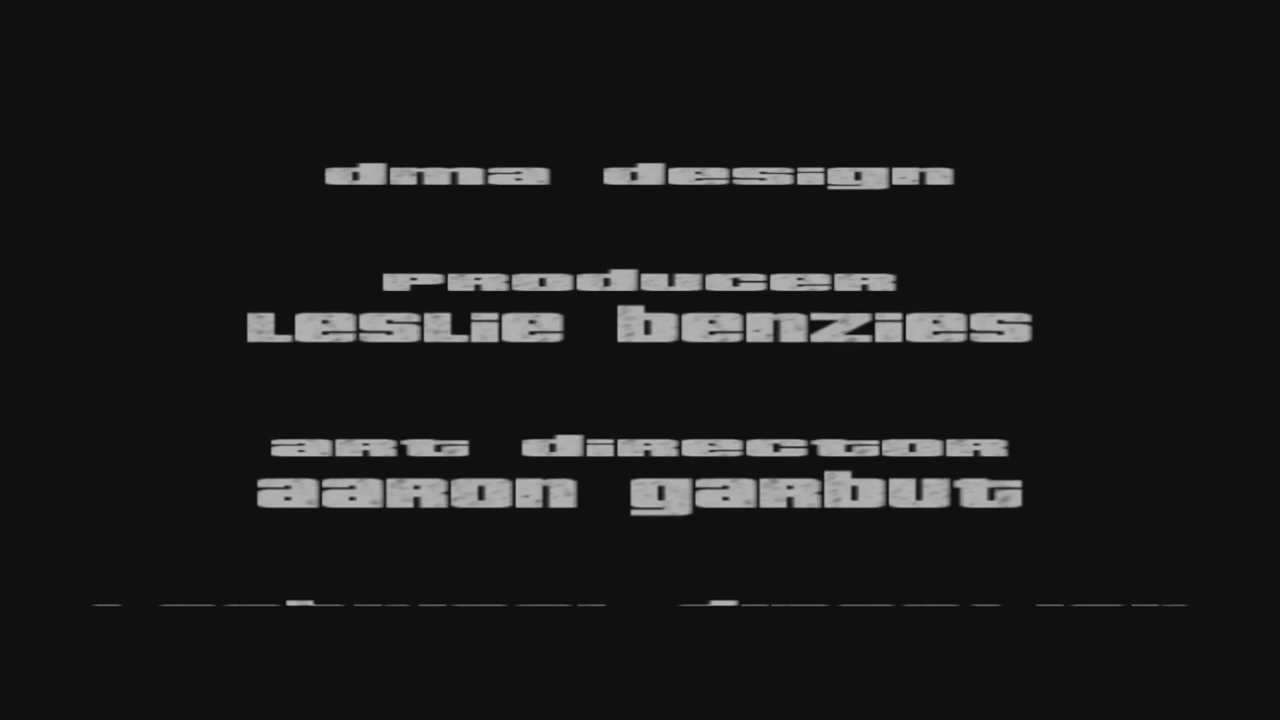 dma design
PRODUCER
LESLIE benzies
ART DIRECTOR
AARON GARBUT